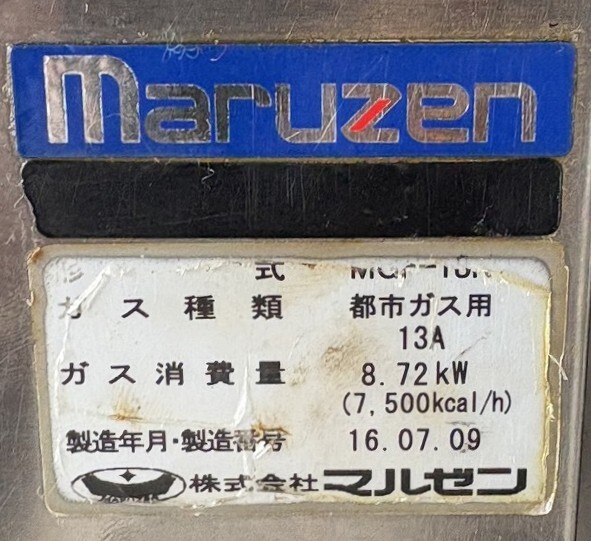 maruzen
式
ガス種類 都市ガス用
13A
ガス消費量 8.72kW
(7,500kcal/h)
製造年月・製造番号 16.07.09
株式会社マルゼン